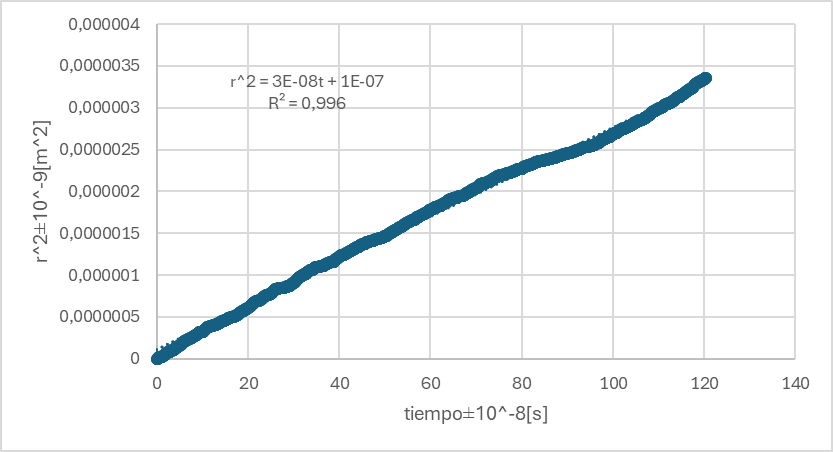 0,000004
0,0000035
0,000003
0,0000025
0,000002
0,0000015
0,000001
0,0000005
0
r^2±10^-9[m^2]
r^2 = 3E-08t + 1E-07
R² = 0,996
0 20 40 60 80 100 120 140
tiempo±10^-8[s]